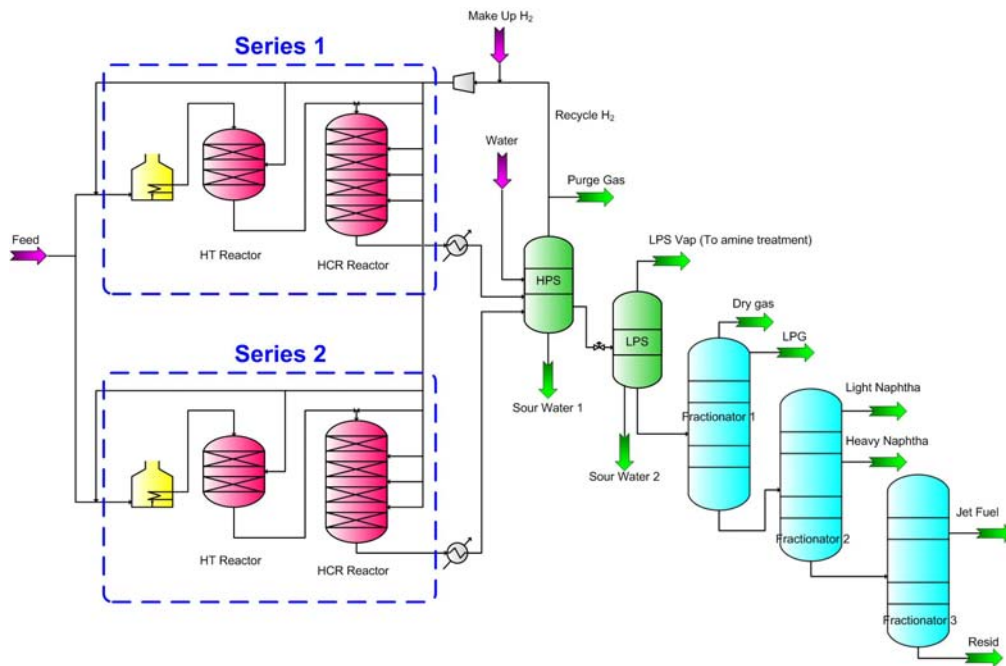 Make Up H₂
Series 1
Recycle H₂
Water
Purge Gas
Feed
HT Reactor
HCR Reactor
HPS
LPS Vap (To amine treatment)
Dry gas
LPG
LPS
Series 2
Sour Water 1
Light Naphtha
Fractionator 1
Heavy Naphtha
Sour Water 2
Jet Fuel
Fractionator 2
HT Reactor
HCR Reactor
Fractionator 3
Resid